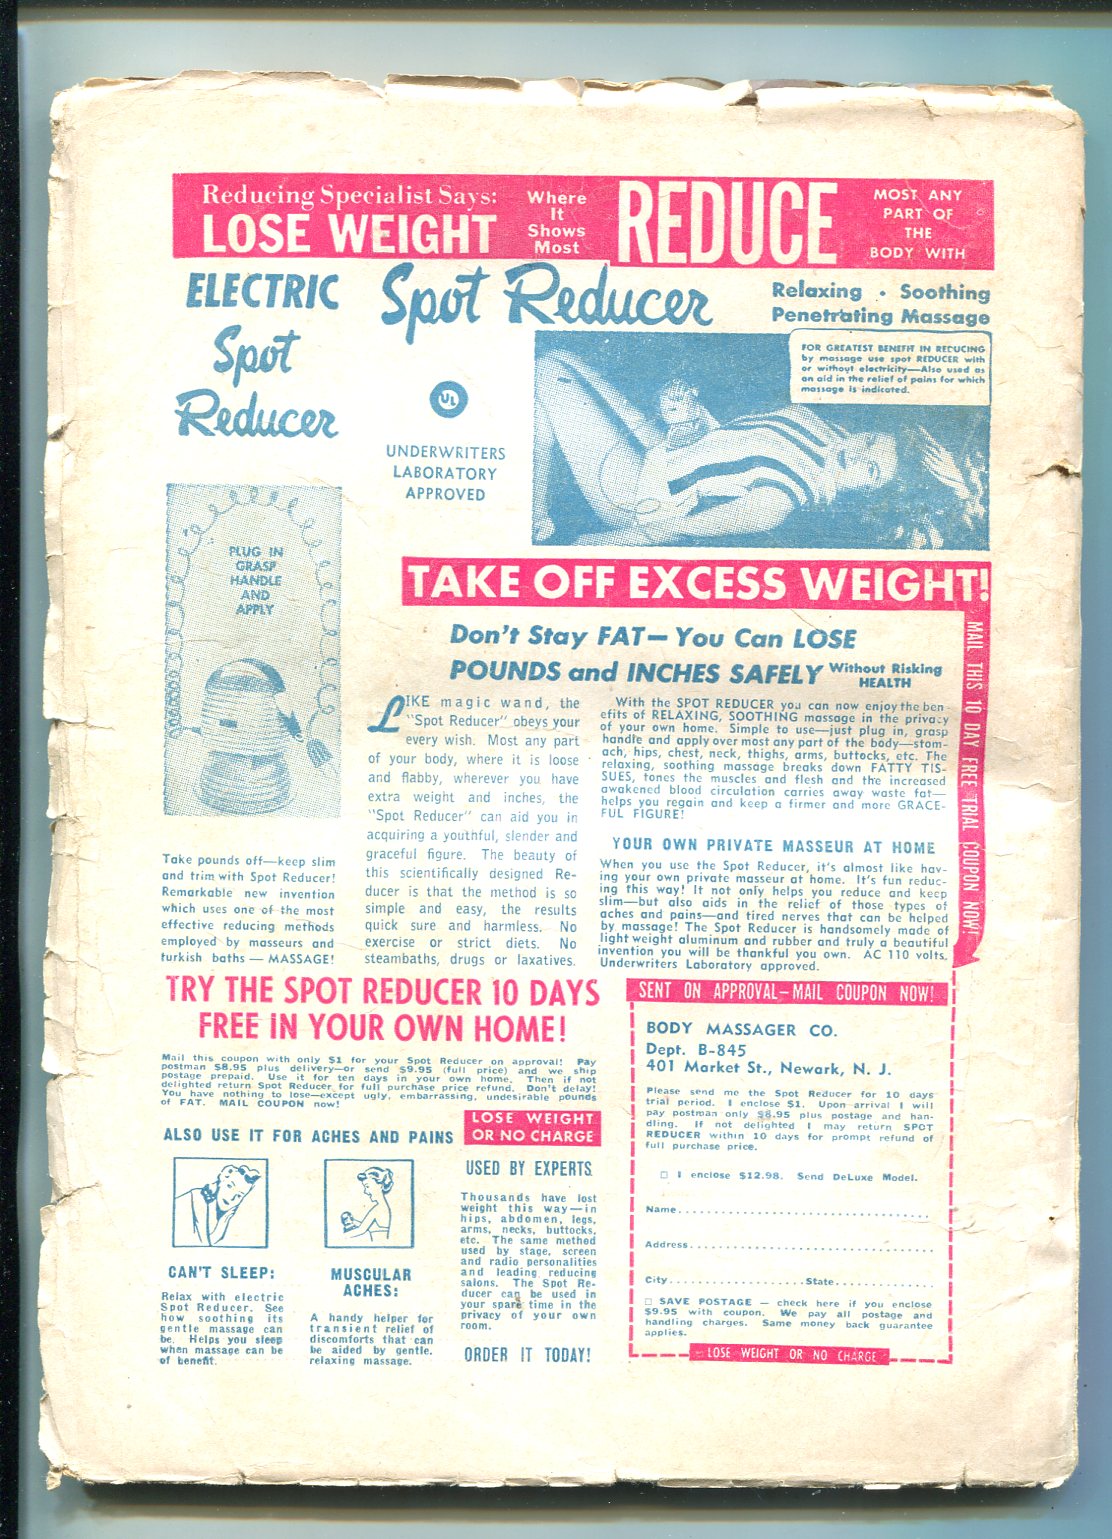 Reducing Specialist Says:
LOSE WEIGHT
Where
It
Shows
Most
REDUCE
MOST ANY
PART OF
THE
BODY WITH
ELECTRIC
Spot
Reducer
Spot Reducer
Relaxing . Soothing
Penetrating Massage
UL
UNDERWRITERS
LABORATORY
APPROVED
FOR GREATEST BENEFIT IN REDUCING
by massage use spot REDUCER with
or without electricity—Also used as
an aid in the relief of pains for which
massage is indicated.
PLUG IN
GRASP
HANDLE
AND
APPLY
TAKE OFF EXCESS WEIGHT!
Don't Stay FAT—You Can LOSE
POUNDS and INCHES SAFELY Without Risking
HEALTH
MAIL THIS 10 DAY FREE TRIAL COUPON NOW!
LIKE magic wand, the
"Spot Reducer" obeys your
every wish. Most any part
of your body, where it is loose
and flabby, wherever you have
extra weight and inches, the
"Spot Reducer" can aid you in
acquiring a youthful, slender and
graceful figure. The beauty of
this scientifically designed Re-
ducer is that the method is so
simple and easy, the results
quick sure and harmless. No
exercise or strict diets. No
steambaths, drugs or laxatives.
With the SPOT REDUCER you can now enjoy the ben-
efits of RELAXING, SOOTHING massage in the privacy
of your own home. Simple to use—just plug in, grasp
handle and apply over most any part of the body—stom-
ach, hips, chest, neck, thighs, arms, buttocks, etc. The
relaxing, soothing massage breaks down FATTY TIS-
SUES, tones the muscles and flesh and the increased
awakened blood circulation carries away waste fat—
helps you regain and keep a firmer and more GRACE-
FUL FIGURE!
YOUR OWN PRIVATE MASSEUR AT HOME
When you use the Spot Reducer, it's almost like hav-
ing your own private masseur at home. It's fun reduc-
ing this way! It not only helps you reduce and keep
slim—but also aids in the relief of those types of
aches and pains—and tired nerves that can be helped
by massage! The Spot Reducer is handsomely made of
light weight aluminum and rubber and truly a beautiful
invention you will be thankful you own. AC 110 volts.
Underwriters Laboratory approved.
Take pounds off—keep slim
and trim with Spot Reducer!
Remarkable new invention
which uses one of the most
effective reducing methods
employed by masseurs and
turkish baths — MASSAGE!
TRY THE SPOT REDUCER 10 DAYS
FREE IN YOUR OWN HOME!
Mail this coupon with only $1 for your Spot Reducer on approval! Pay
postman $8.95 plus delivery—or send $9.95 (full price) and we ship
postage prepaid. Use it for ten days in your own home. Then if not
delighted return Spot Reducer for full purchase price refund. Don't delay!
You have nothing to lose—except ugly, embarrassing, undesirable pounds
of FAT. MAIL COUPON now!
LOSE WEIGHT
OR NO CHARGE
ALSO USE IT FOR ACHES AND PAINS
CAN'T SLEEP:
Relax with electric
Spot Reducer. See
how soothing its
gentle massage can
be. Helps you sleep
when massage can be
of benefit.
MUSCULAR
ACHES:
A handy helper for
transient relief of
discomforts that can
be aided by gentle,
relaxing massage.
USED BY EXPERTS
Thousands have lost
weight this way—in
hips, abdomen, legs,
arms, necks, buttocks,
etc. The same method
used by stage, screen
and radio personalities
and leading reducing
salons. The Spot Re-
ducer can be used in
your spare time in the
privacy of your own
room.
ORDER IT TODAY!
SENT ON APPROVAL—MAIL COUPON NOW!
BODY MASSAGER CO.
Dept. B-845
401 Market St., Newark, N. J.
Please send me the Spot Reducer for 10 days
trial period. I enclose $1. Upon arrival I will
pay postman only $8.95 plus postage and han-
dling. If not delighted I may return SPOT
REDUCER within 10 days for prompt refund of
full purchase price.
□ I enclose $12.98. Send DeLuxe Model.
Name
Address
City State
□ SAVE POSTAGE — check here if you enclose
$9.95 with coupon. We pay all postage and
handling charges. Same money back guarantee
applies.
LOSE WEIGHT OR NO CHARGE